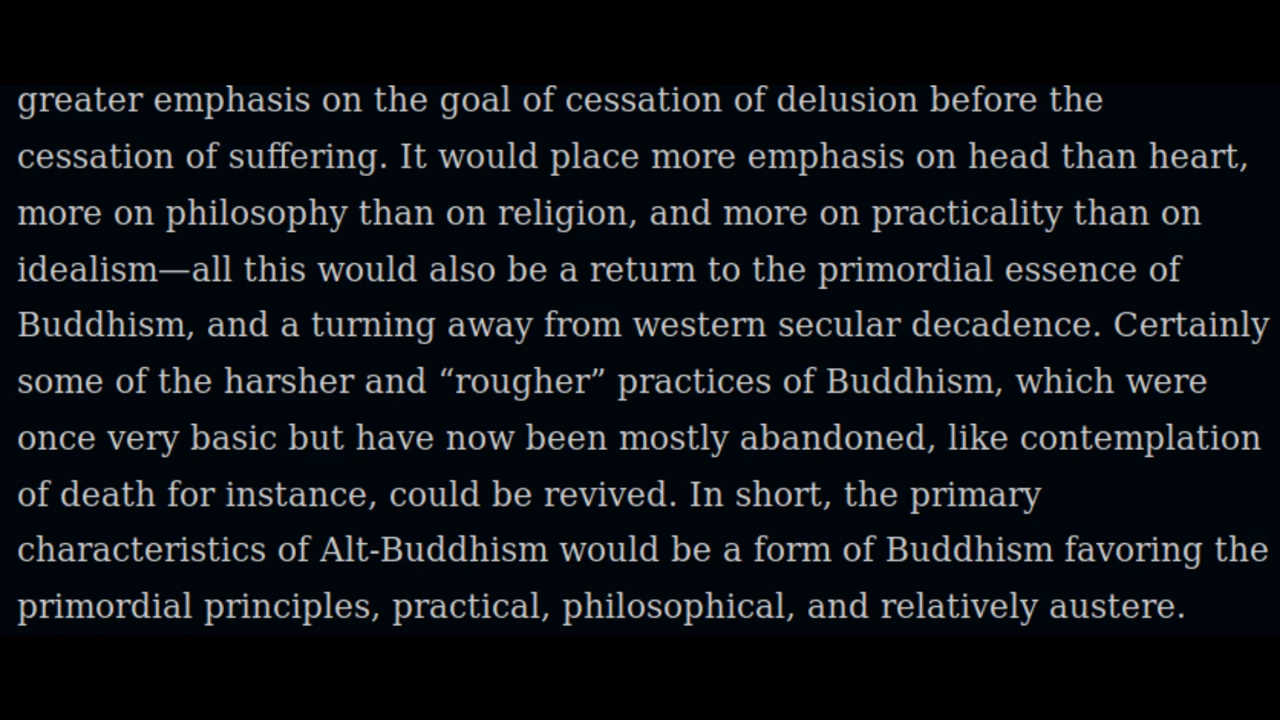 greater emphasis on the goal of cessation of delusion before the
cessation of suffering. It would place more emphasis on head than heart,
more on philosophy than on religion, and more on practicality than on
idealism—all this would also be a return to the primordial essence of
Buddhism, and a turning away from western secular decadence. Certainly
some of the harsher and “rougher” practices of Buddhism, which were
once very basic but have now been mostly abandoned, like contemplation
of death for instance, could be revived. In short, the primary
characteristics of Alt-Buddhism would be a form of Buddhism favoring the
primordial principles, practical, philosophical, and relatively austere.